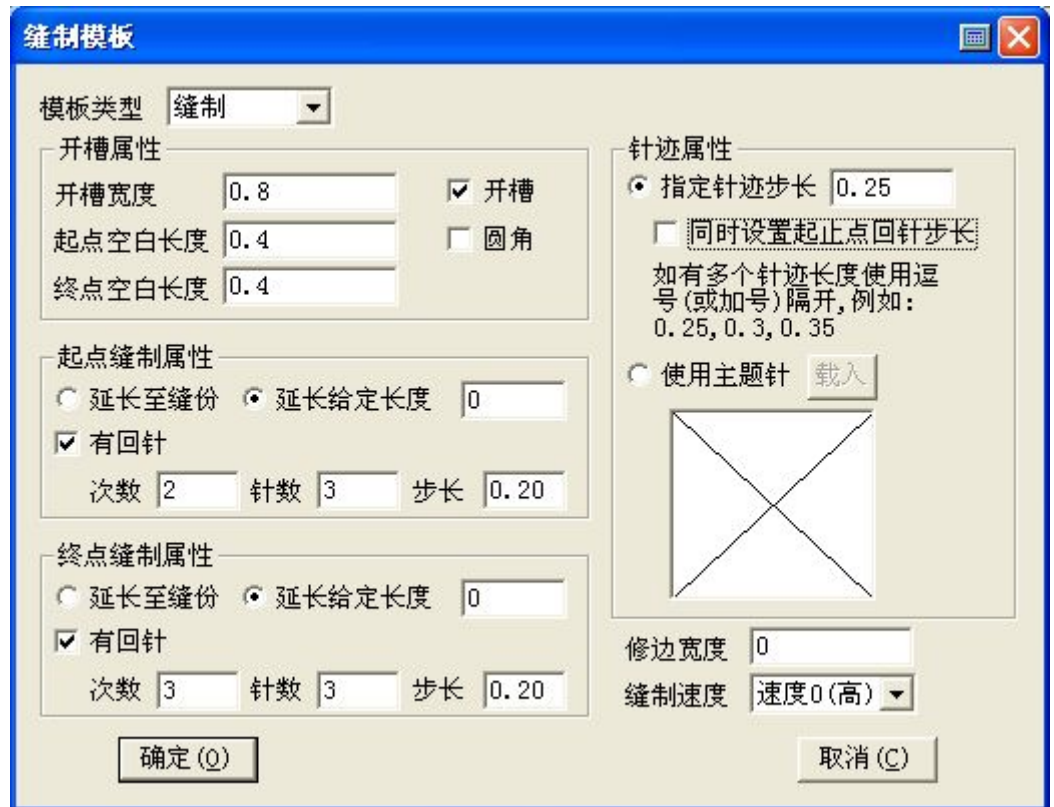 缝制模板
模板类型 缝制
开槽属性
开槽宽度 0.8 开槽
起点空白长度 0.4 圆角
终点空白长度 0.4
起点缝制属性
延长至缝份 延长给定长度 0
有回针
次数 2 针数 3 步长 0.20
终点缝制属性
延长至缝份 延长给定长度 0
有回针
次数 3 针数 3 步长 0.20
针迹属性
指定针迹步长 0.25
同时设置起止点回针步长
如有多个针迹长度使用逗
号(或加号)隔开,例如:
0.25,0.3,0.35
使用主题针 载入
修边宽度 0
缝制速度 速度0(高)
确定(O) 取消(C)